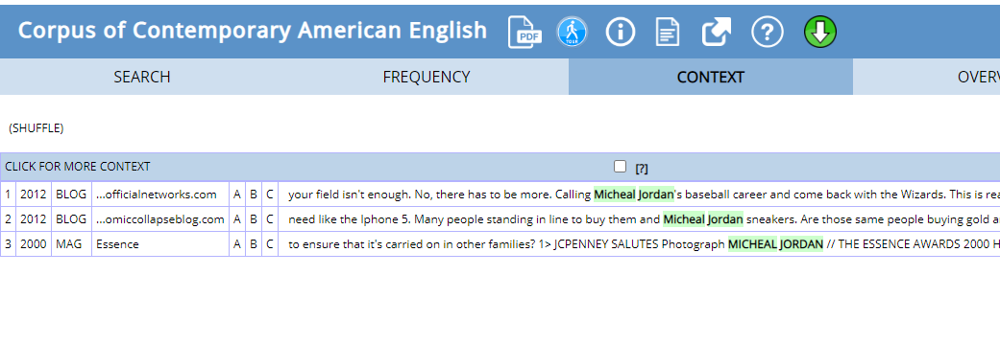 Corpus of Contemporary American English PDF TOUR i ?
SEARCH FREQUENCY CONTEXT OVERV
(SHUFFLE)
CLICK FOR MORE CONTEXT [?]
1 2012 BLOG ...officialnetworks.com A B C your field isn't enough. No, there has to be more. Calling Micheal Jordan's baseball career and come back with the Wizards. This is rea
2 2012 BLOG ...omiccollapseblog.com A B C need like the Iphone 5. Many people standing in line to buy them and Micheal Jordan sneakers. Are those same people buying gold a
3 2000 MAG Essence A B C to ensure that it's carried on in other families? 1> JCPENNEY SALUTES Photograph MICHEAL JORDAN // THE ESSENCE AWARDS 2000 H